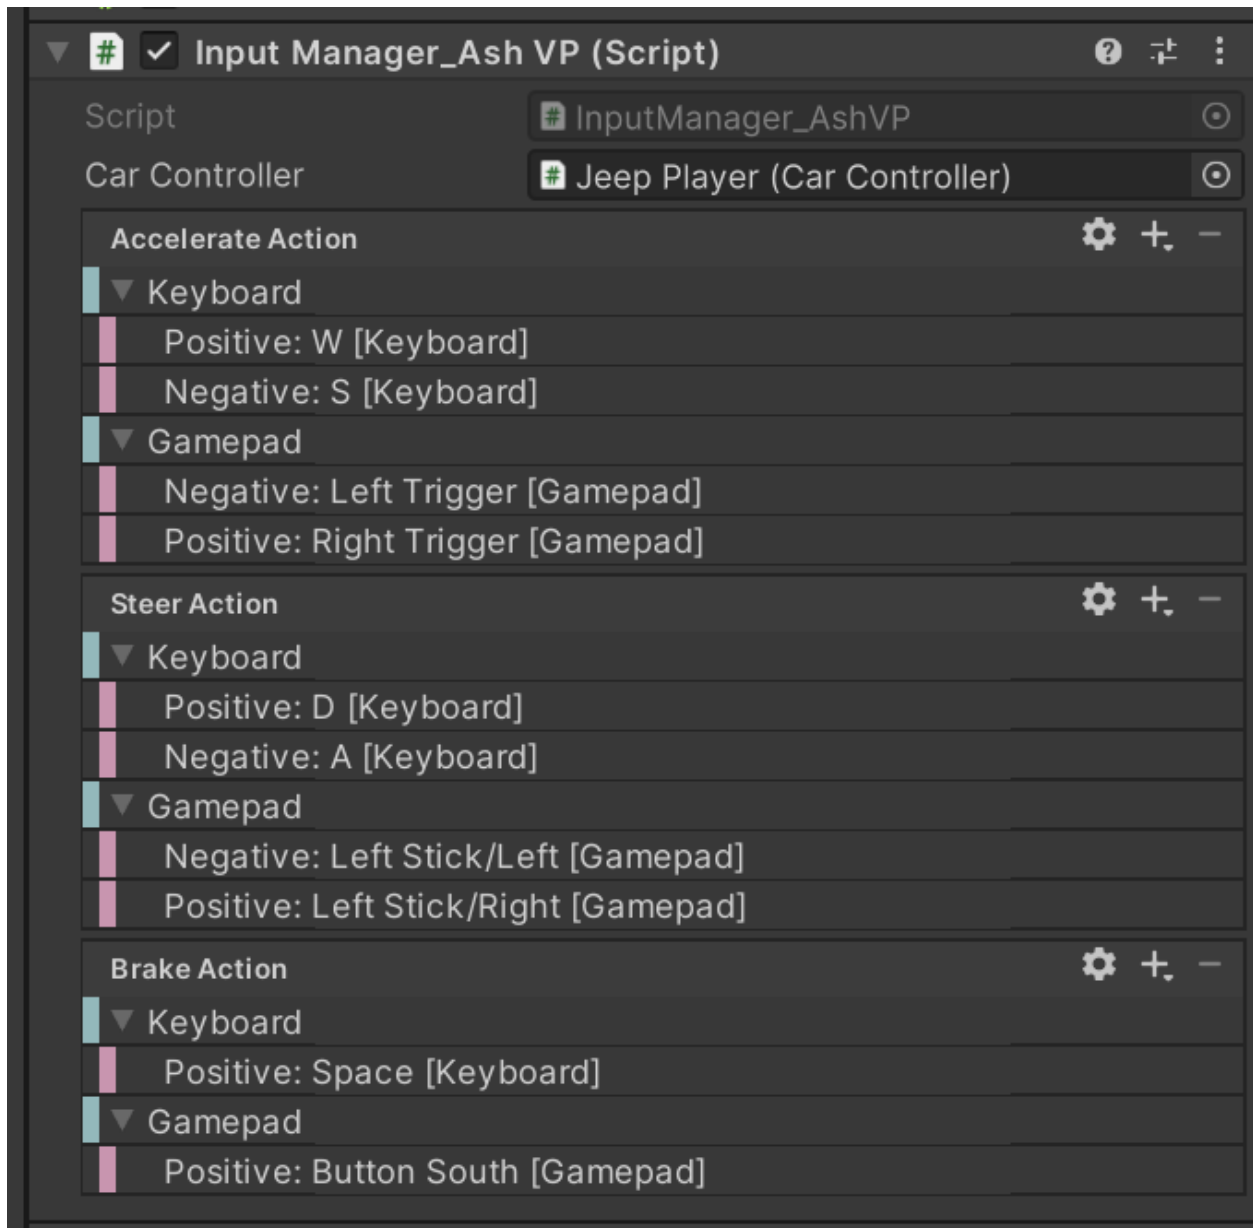 Input Manager_Ash VP (Script)
Script
InputManager_AshVP
Car Controller
Jeep Player (Car Controller)
Accelerate Action
Keyboard
Positive: W [Keyboard]
Negative: S [Keyboard]
Gamepad
Negative: Left Trigger [Gamepad]
Positive: Right Trigger [Gamepad]
Steer Action
Keyboard
Positive: D [Keyboard]
Negative: A [Keyboard]
Gamepad
Negative: Left Stick/Left [Gamepad]
Positive: Left Stick/Right [Gamepad]
Brake Action
Keyboard
Positive: Space [Keyboard]
Gamepad
Positive: Button South [Gamepad]